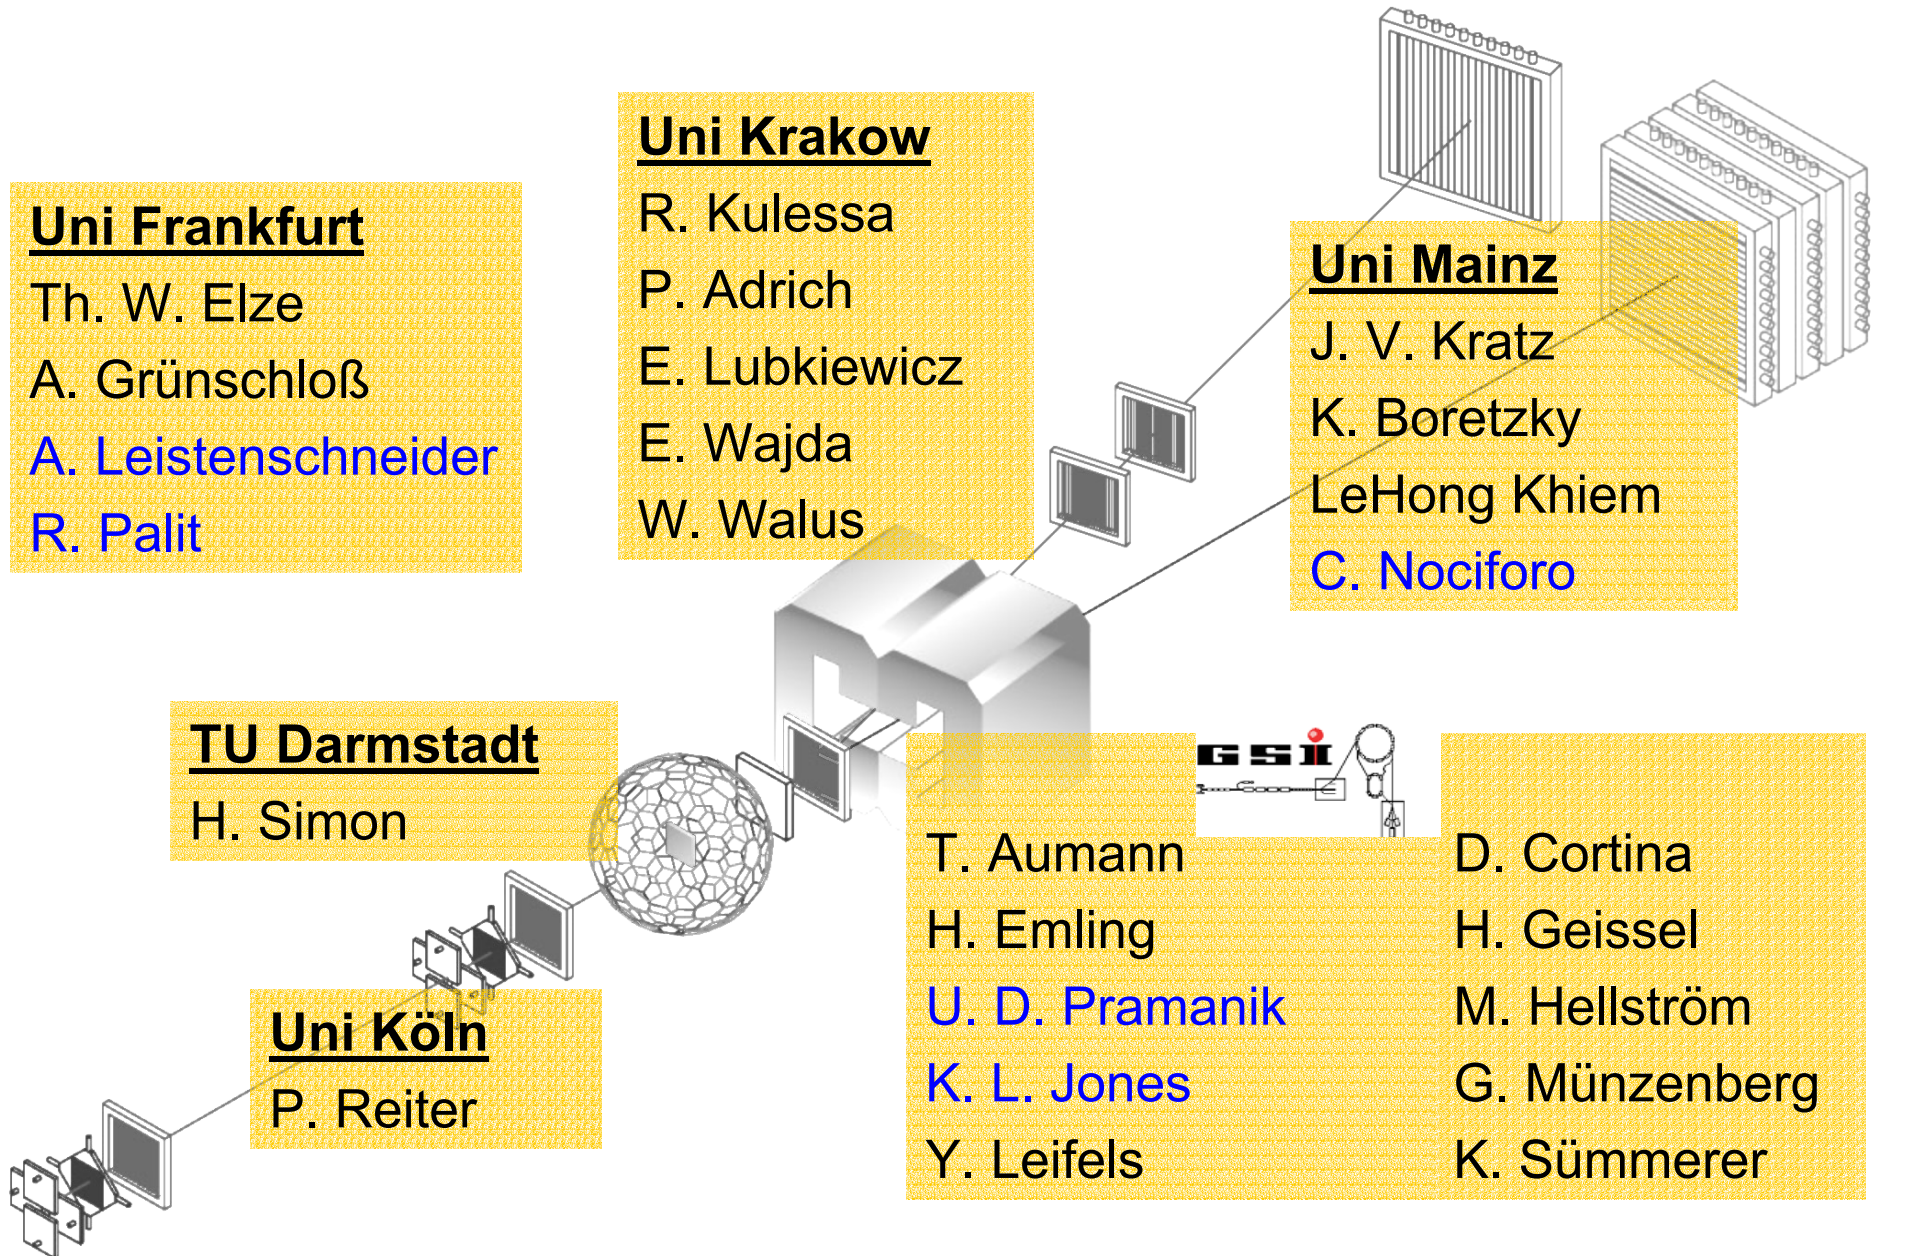 Uni Frankfurt
Th. W. Elze
A. Grünschloß
A. Leistenschneider
R. Palit
Uni Krakow
R. Kulessa
P. Adrich
E. Lubkiewicz
E. Wajda
W. Walus
Uni Mainz
J. V. Kratz
K. Boretzky
LeHong Khiem
C. Nociforo
TU Darmstadt
H. Simon
Uni Köln
P. Reiter
GSI
T. Aumann
H. Emling
U. D. Pramanik
K. L. Jones
Y. Leifels
D. Cortina
H. Geissel
M. Hellström
G. Münzenberg
K. Sümmerer